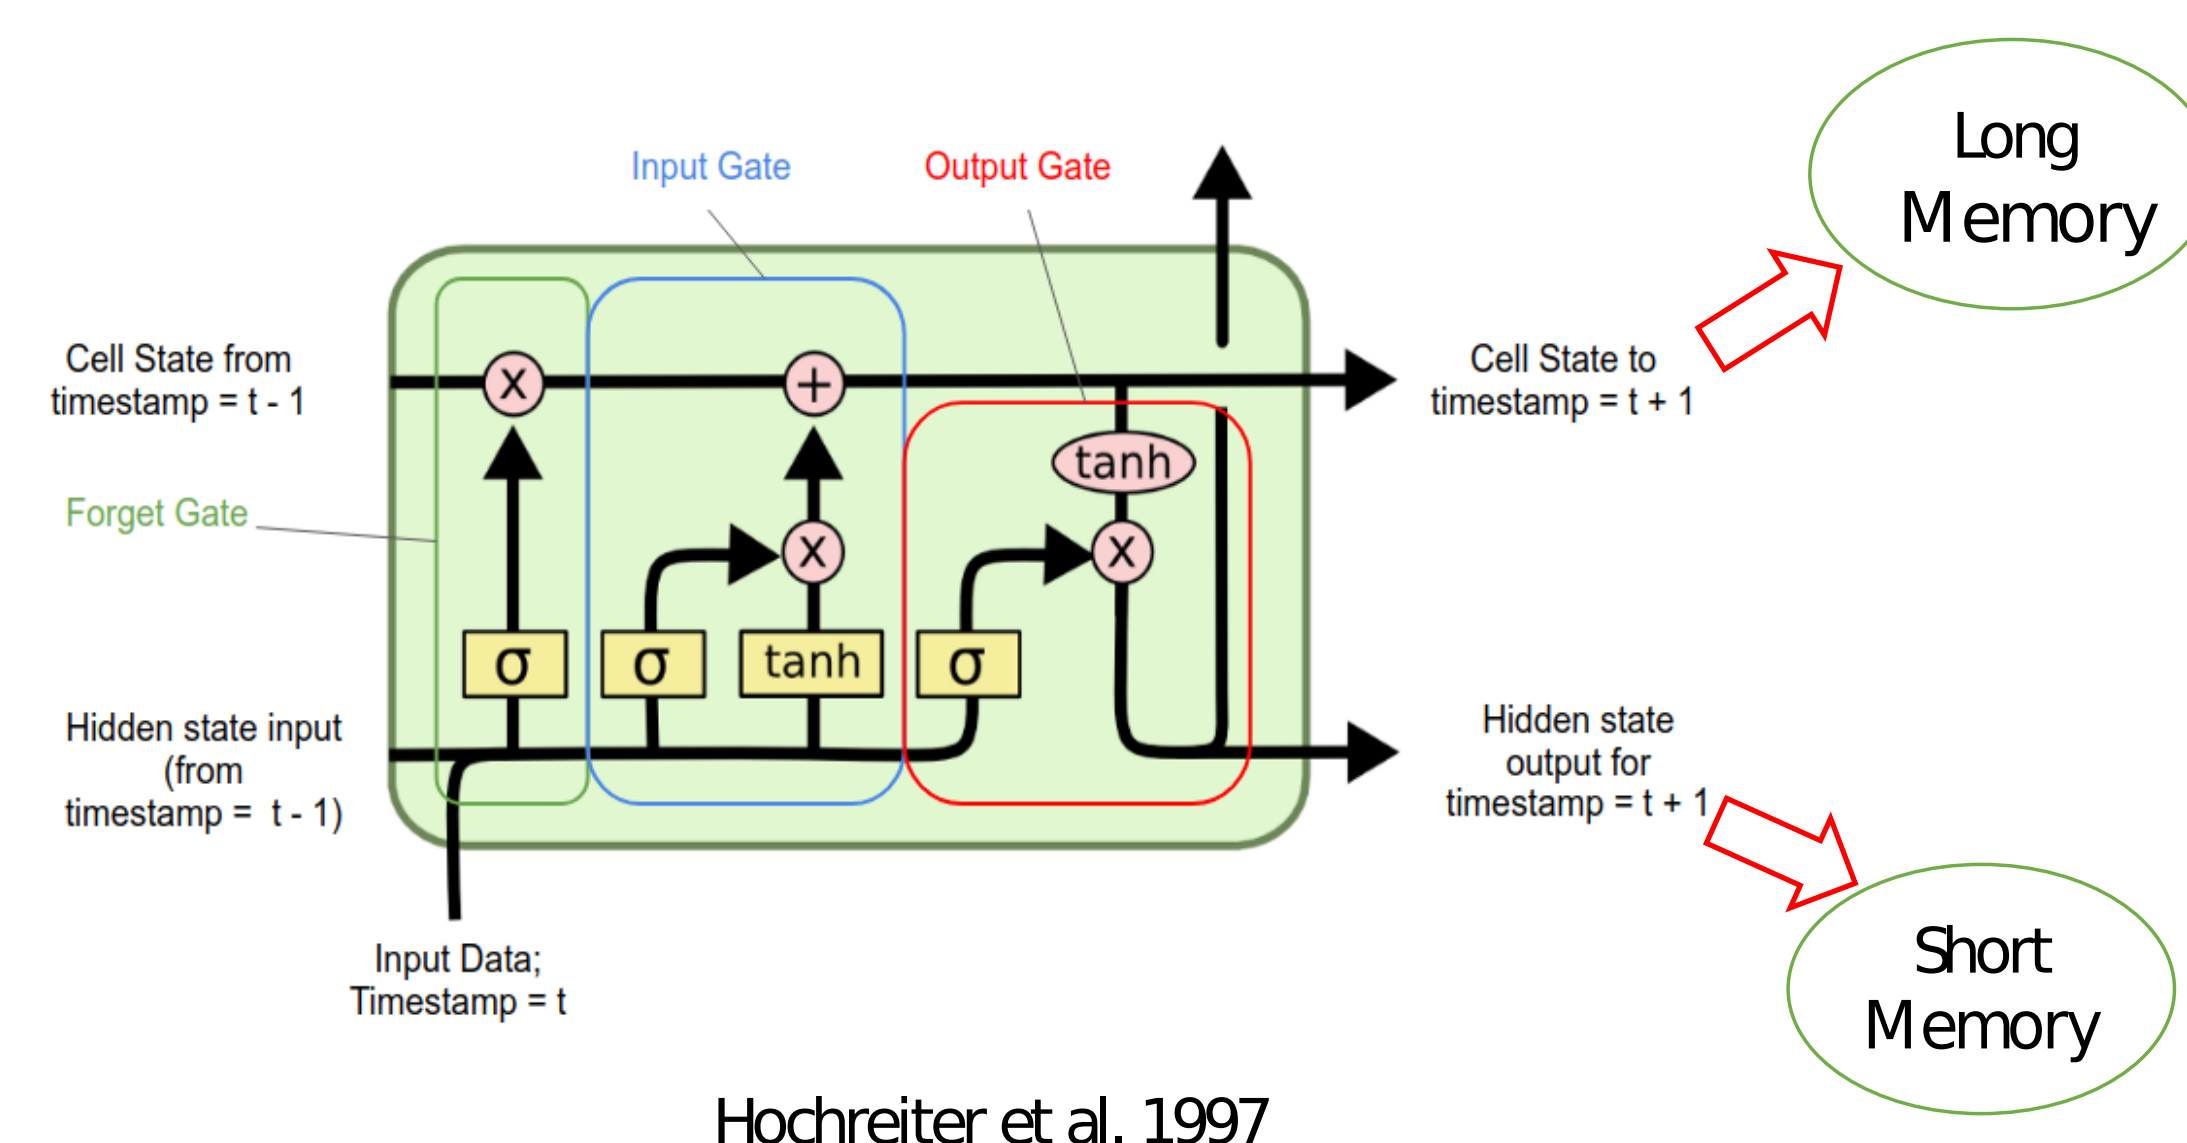 Long
Memory
Input Gate
Output Gate
Cell State from
timestamp = t - 1
x
+
Cell State to
timestamp = t + 1
tanh
Forget Gate
x
x
σ
σ
tanh
σ
Hidden state input
(from
timestamp = t - 1)
Hidden state
output for
timestamp = t + 1
Input Data;
Timestamp = t
Short
Memory
Hochreiter et al. 1997